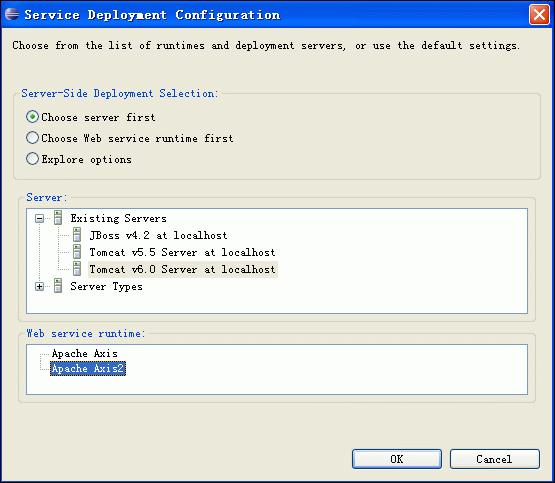 Service Deployment Configuration
Choose from the list of runtimes and deployment servers, or use the default settings.
Server-Side Deployment Selection:
Choose server first
Choose Web service runtime first
Explore options
Server:
Existing Servers
JBoss v4.2 at localhost
Tomcat v5.5 Server at localhost
Tomcat v6.0 Server at localhost
Server Types
Web service runtime:
Apache Axis
Apache Axis2
OK
Cancel